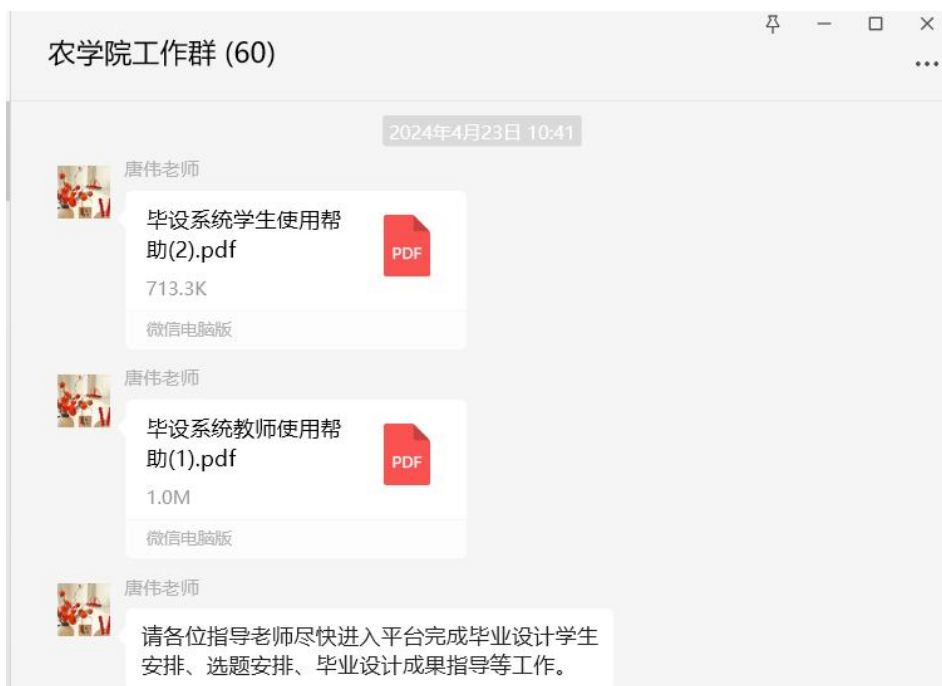 农学院工作群 (60)
2024年4月23日 10:41
唐伟老师
毕设系统学生使用帮
助(2).pdf
PDF
713.3K
微信电脑版
唐伟老师
毕设系统教师使用帮
助(1).pdf
PDF
1.0M
微信电脑版
唐伟老师
请各位指导老师尽快进入平台完成毕业设计学生
安排、选题安排、毕业设计成果指导等工作。